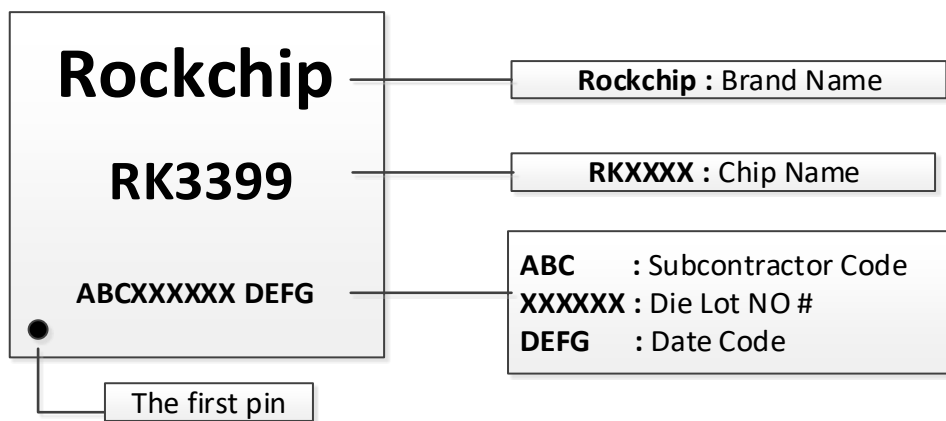 Rockchip
RK3399
ABCXXXXXX DEFG
The first pin
Rockchip : Brand Name
RKXXXX : Chip Name
ABC : Subcontractor Code
XXXXXX : Die Lot NO #
DEFG : Date Code